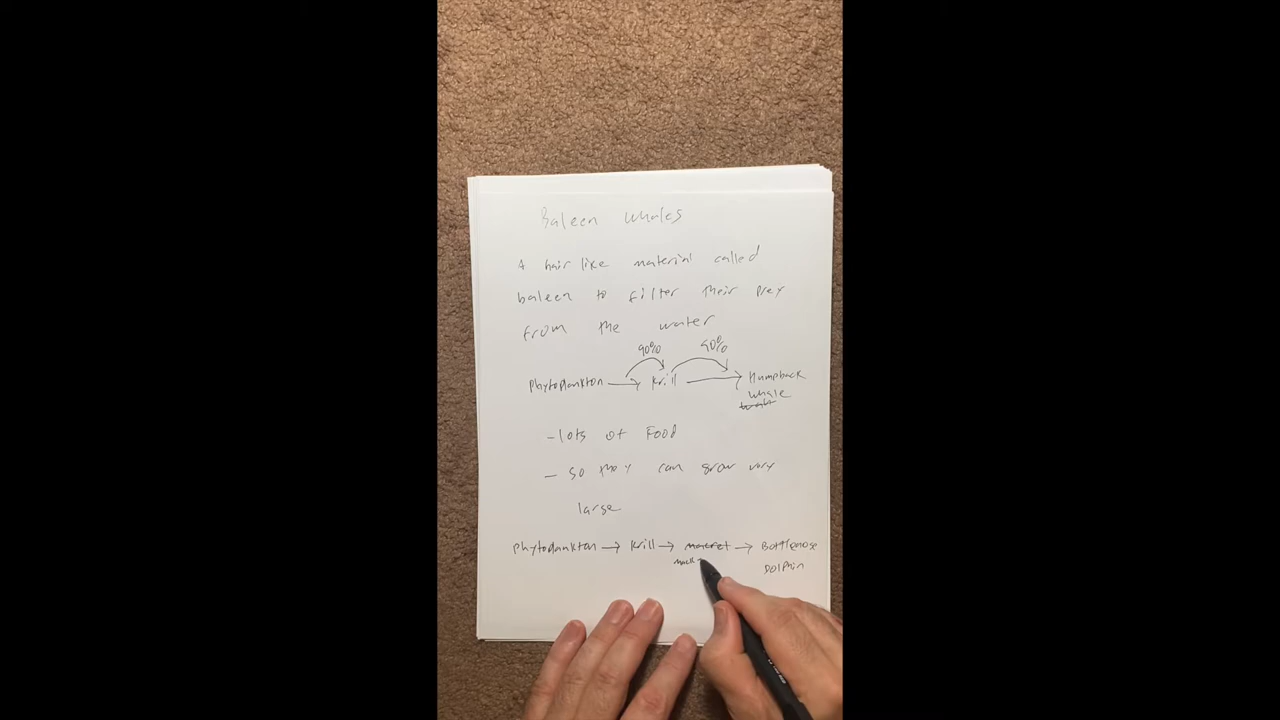 Baleen Whales
A hair like material called
baleen to filter their prey
from the water
90% 90%
Phytoplankton → Krill → Humpback
whale
- lots of Food
- so they can grow very
large
Phytoplankton → Krill → → Bottlenose
mack Dolphin